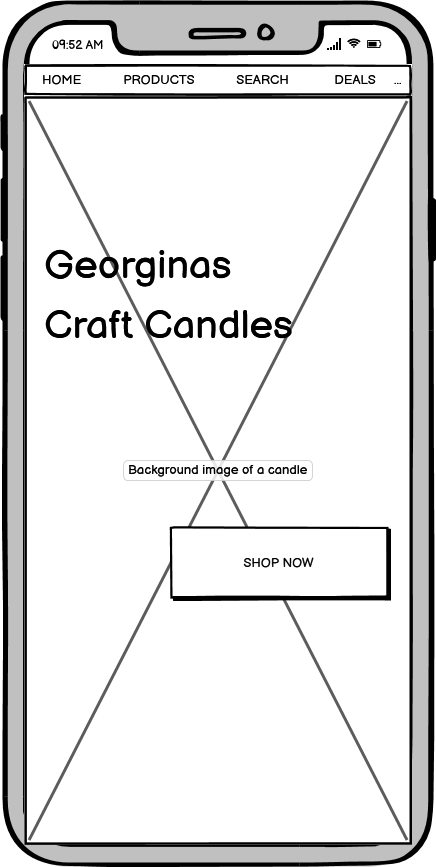 09:52 AM
HOME PRODUCTS SEARCH DEALS ...
Georginas
Craft Candles
Background image of a candle
SHOP NOW